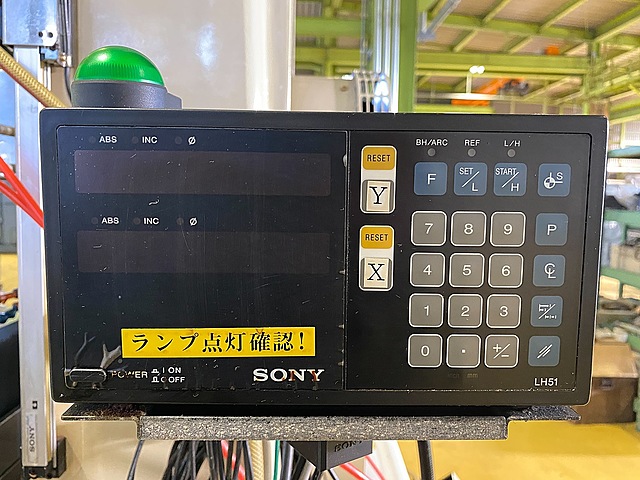 ABS INC Ø
ABS INC Ø
ランプ点灯確認!
POWER ON
OFF
SONY
RESET
Y
RESET
X
BH/ARC REF L/H
F SET/L START/H
7 8 9 P
4 5 6
1 2 3
0 . +/-
LH51
SONY